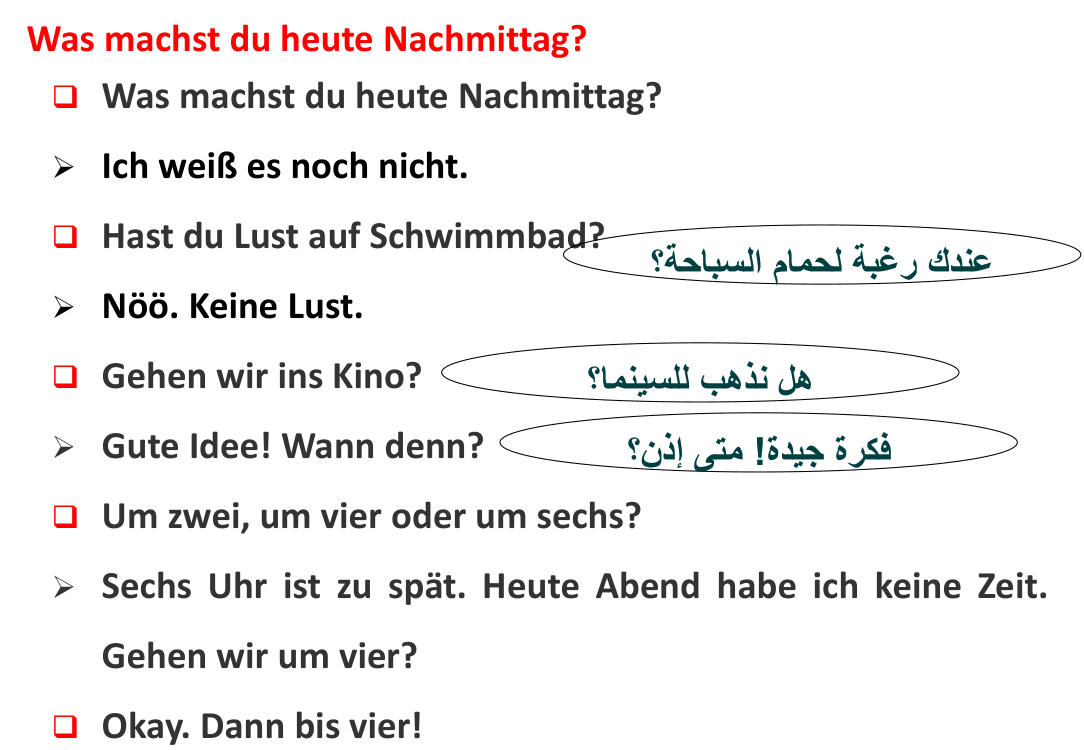 Was machst du heute Nachmittag?
❑ Was machst du heute Nachmittag?
➢ Ich weiß es noch nicht.
❑ Hast du Lust auf Schwimmbad?
عندك رغبة لحمام السباحة؟
➢ Nöö. Keine Lust.
❑ Gehen wir ins Kino?
هل نذهب للسينما؟
➢ Gute Idee! Wann denn?
فكرة جيدة! متى إذن؟
❑ Um zwei, um vier oder um sechs?
➢ Sechs Uhr ist zu spät. Heute Abend habe ich keine Zeit.
Gehen wir um vier?
❑ Okay. Dann bis vier!